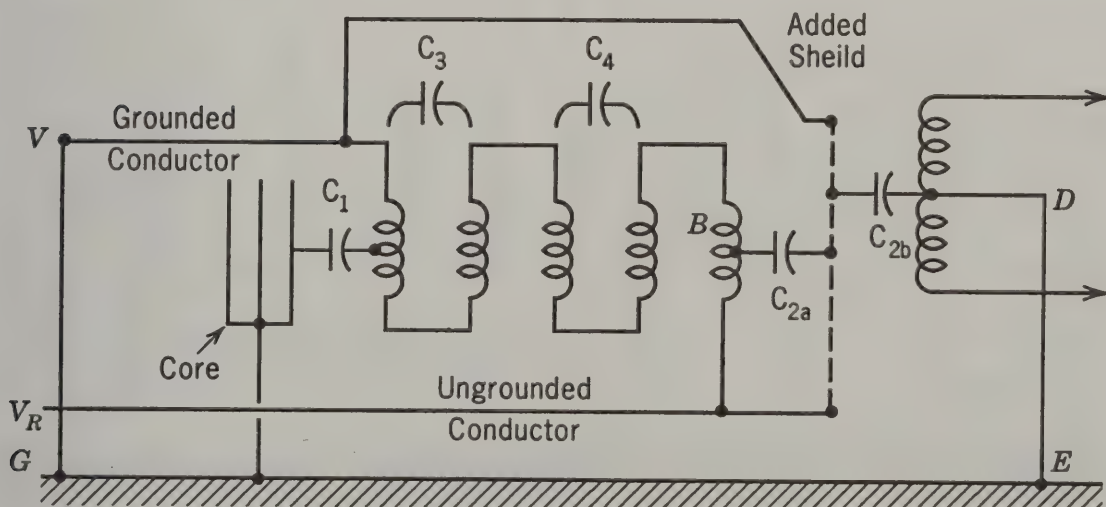 Added
Sheild
C3
C4
V
Grounded
Conductor
C1
B
C2a
C2b
D
Core
Ungrounded
VR
Conductor
G
E